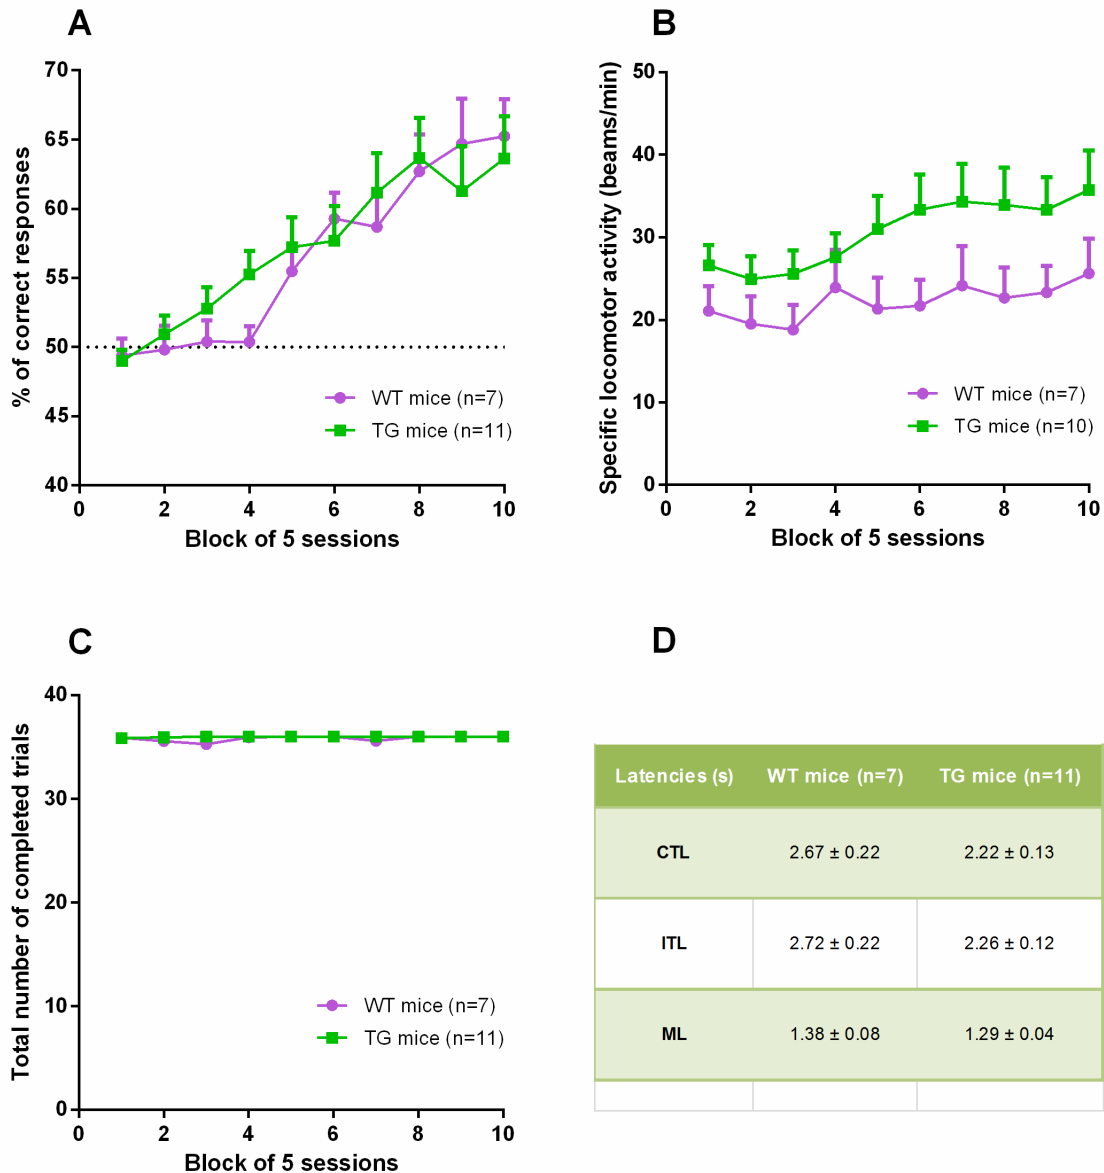 A
% of correct responses
70
65
60
55
50
45
40
WT mice (n=7)
TG mice (n=11)
0 2 4 6 8 10
Block of 5 sessions
B
Specific locomotor activity (beams/min)
50
40
30
20
10
0
WT mice (n=7)
TG mice (n=10)
0 2 4 6 8 10
Block of 5 sessions
C
Total number of completed trials
40
30
20
10
0
WT mice (n=7)
TG mice (n=11)
0 2 4 6 8 10
Block of 5 sessions
D
Latencies (s) WT mice (n=7) TG mice (n=11)
CTL 2.67 ± 0.22 2.22 ± 0.13
ITL 2.72 ± 0.22 2.26 ± 0.12
ML 1.38 ± 0.08 1.29 ± 0.04